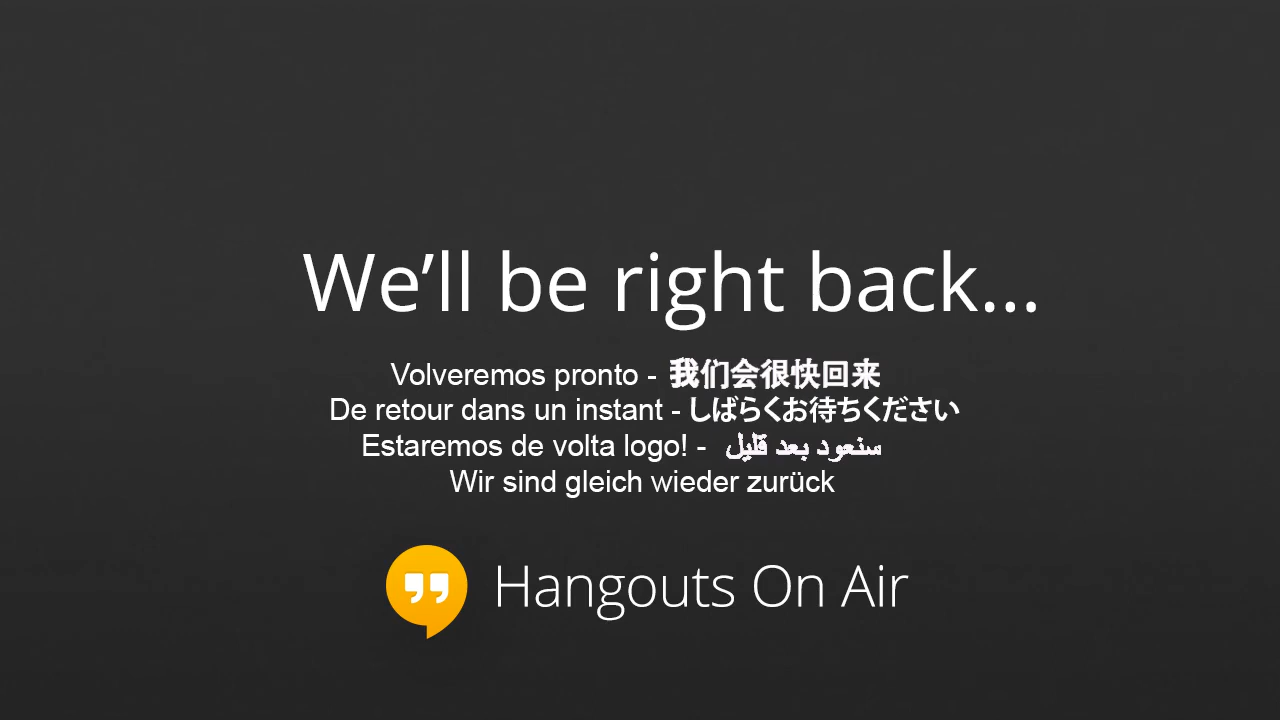 We’ll be right back...
Volveremos pronto - 我们会很快回来
De retour dans un instant - しばらくお待ちください
Estaremos de volta logo! - سنعود بعد قليل
Wir sind gleich wieder zurück
Hangouts On Air